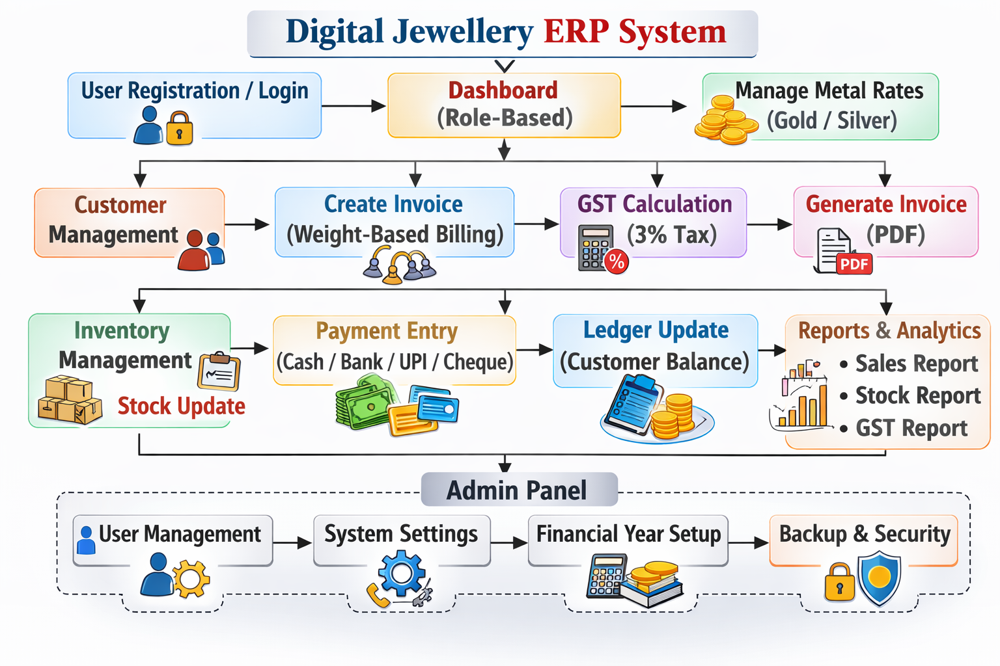 Digital Jewellery ERP System
User Registration / Login
Dashboard
(Role-Based)
Manage Metal Rates
(Gold / Silver)
Customer
Management
Create Invoice
(Weight-Based Billing)
GST Calculation
(3% Tax)
%
Generate Invoice
(PDF)
PDF
Inventory
Management
Stock Update
Payment Entry
(Cash / Bank / UPI / Cheque)
Ledger Update
(Customer Balance)
Reports & Analytics
• Sales Report
• Stock Report
• GST Report
Admin Panel
User Management
System Settings
Financial Year Setup
Backup & Security